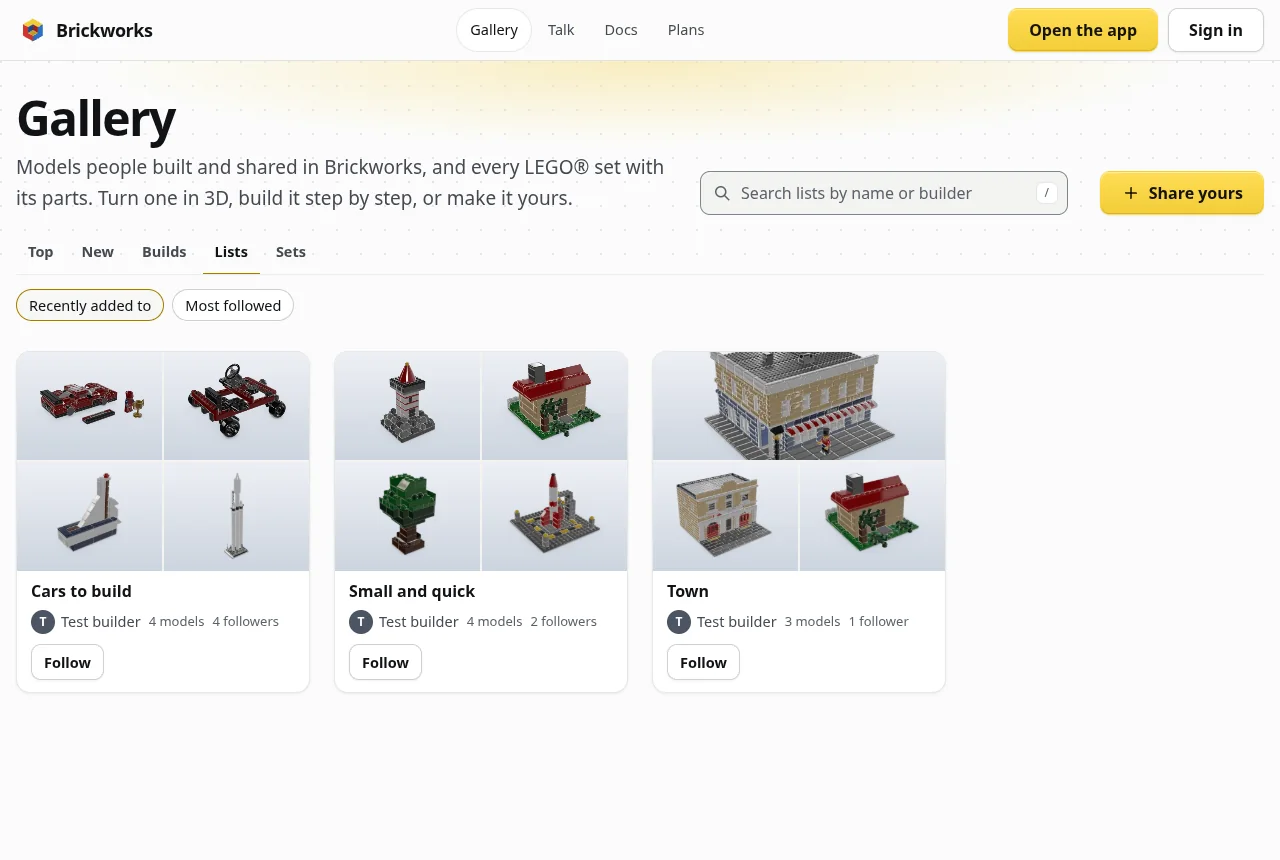 Brickworks
Gallery
Talk
Docs
Plans
Open the app
Sign in
Gallery
Models people built and shared in Brickworks, and every LEGO® set with
its parts. Turn one in 3D, build it step by step, or make it yours.
Search lists by name or builder
/
+ Share yours
Top
New
Builds
Lists
Sets
Recently added to
Most followed
Cars to build
T Test builder 4 models 4 followers
Follow
Small and quick
T Test builder 4 models 2 followers
Follow
Town
T Test builder 3 models 1 follower
Follow